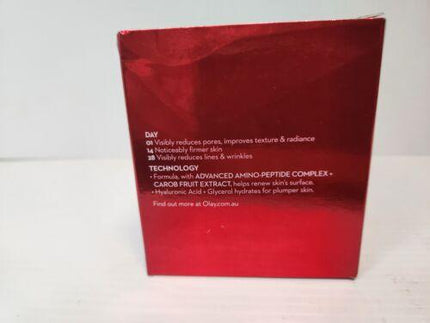 DAY
01 Visibly reduces pores, improves texture & radiance
14 Noticeably firmer skin
28 Visibly reduces lines & wrinkles
TECHNOLOGY
• Formula, with ADVANCED AMINO-PEPTIDE COMPLEX +
CAROB FRUIT EXTRACT, helps renew skin's surface.
• Hyaluronic Acid + Glycerol hydrates for plumper skin.
Find out more at Olay.com.au